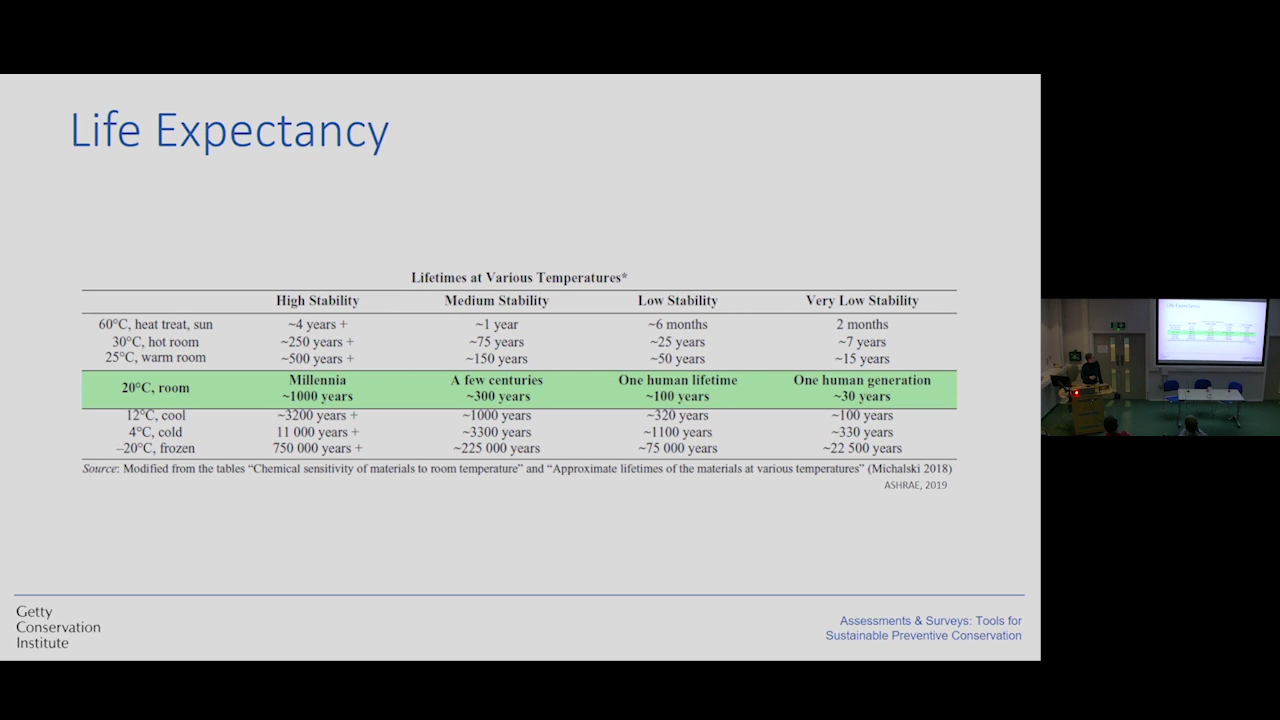 Life Expectancy
Lifetimes at Various Temperatures*
High Stability Medium Stability Low Stability Very Low Stability
60°C, heat treat, sun ~4 years + ~1 year ~6 months 2 months
30°C, hot room ~250 years + ~75 years ~25 years ~7 years
25°C, warm room ~500 years + ~150 years ~50 years ~15 years
20°C, room Millennia A few centuries One human lifetime One human generation
~1000 years ~300 years ~100 years ~30 years
12°C, cool ~3200 years + ~1000 years ~320 years ~100 years
4°C, cold 11 000 years + ~3300 years ~1100 years ~330 years
–20°C, frozen 750 000 years + ~225 000 years ~75 000 years ~22 500 years
Source: Modified from the tables “Chemical sensitivity of materials to room temperature” and “Approximate lifetimes of the materials at various temperatures” (Michalski 2018)
ASHRAE, 2019
Getty
Conservation
Institute
Assessments & Surveys: Tools for
Sustainable Preventive Conservation
Life Expectancy